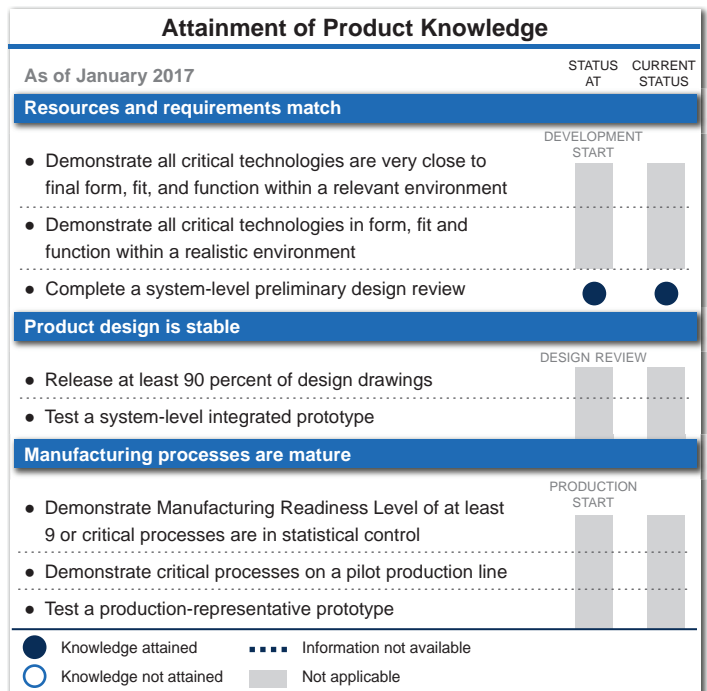 Attainment of Product Knowledge
As of January 2017
STATUS AT
CURRENT STATUS
Resources and requirements match
DEVELOPMENT START
● Demonstrate all critical technologies are very close to
final form, fit, and function within a relevant environment
● Demonstrate all critical technologies in form, fit and
function within a realistic environment
● Complete a system-level preliminary design review
Product design is stable
DESIGN REVIEW
● Release at least 90 percent of design drawings
● Test a system-level integrated prototype
Manufacturing processes are mature
PRODUCTION START
● Demonstrate Manufacturing Readiness Level of at least
9 or critical processes are in statistical control
● Demonstrate critical processes on a pilot production line
● Test a production-representative prototype
Knowledge attained
Information not available
Knowledge not attained
Not applicable